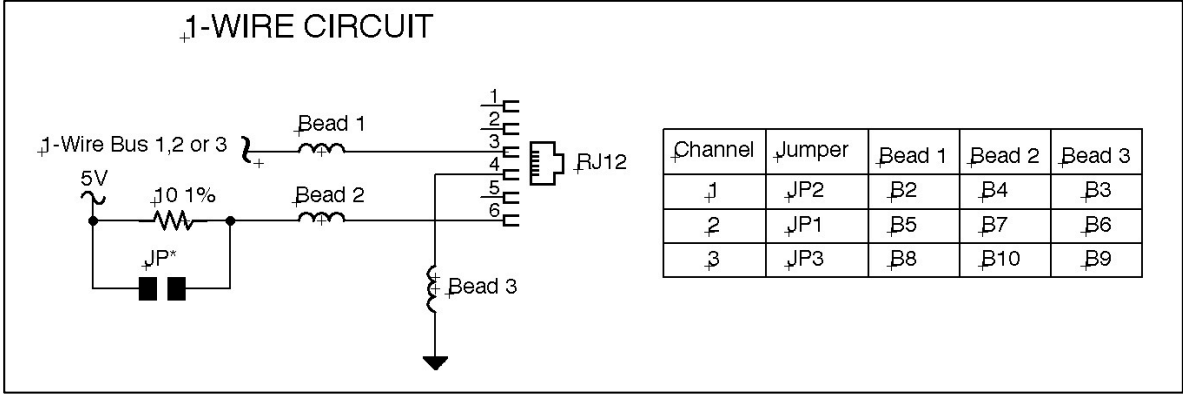 1-WIRE CIRCUIT
1
2
Bead 1
3
1-Wire Bus 1,2 or 3
4
RJ12
5V
10 1%
Bead 2
5
6
JP*
Bead 3
Channel Jumper Bead 1 Bead 2 Bead 3
1 JP2 B2 B4 B3
2 JP1 B5 B7 B6
3 JP3 B8 B10 B9